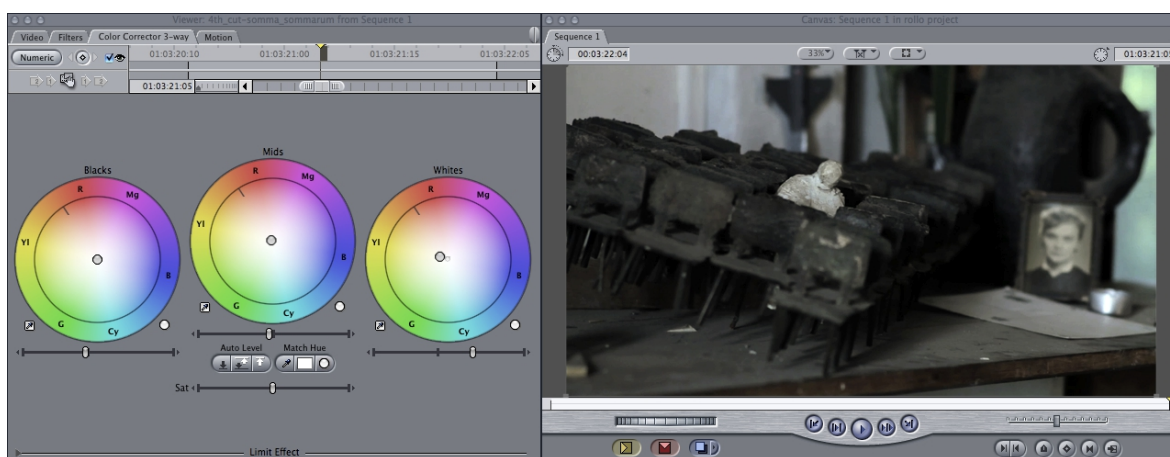 Viewer: 4th_cut-somma_sommarum from Sequence 1
Video Filters Color Corrector 3-way Motion
Numeric
01:03:20:10 01:03:21:00 01:03:21:15 01:03:22:05
01:03:21:05
Blacks
Mids
Whites
R Mg B Cy G Yl
R Mg B Cy G Yl
R Mg B Cy G Yl
Auto Level Match Hue
Sat
Limit Effect
Canvas: Sequence 1 in rollo project
Sequence 1
00:03:22:04 33% 01:03:21:05